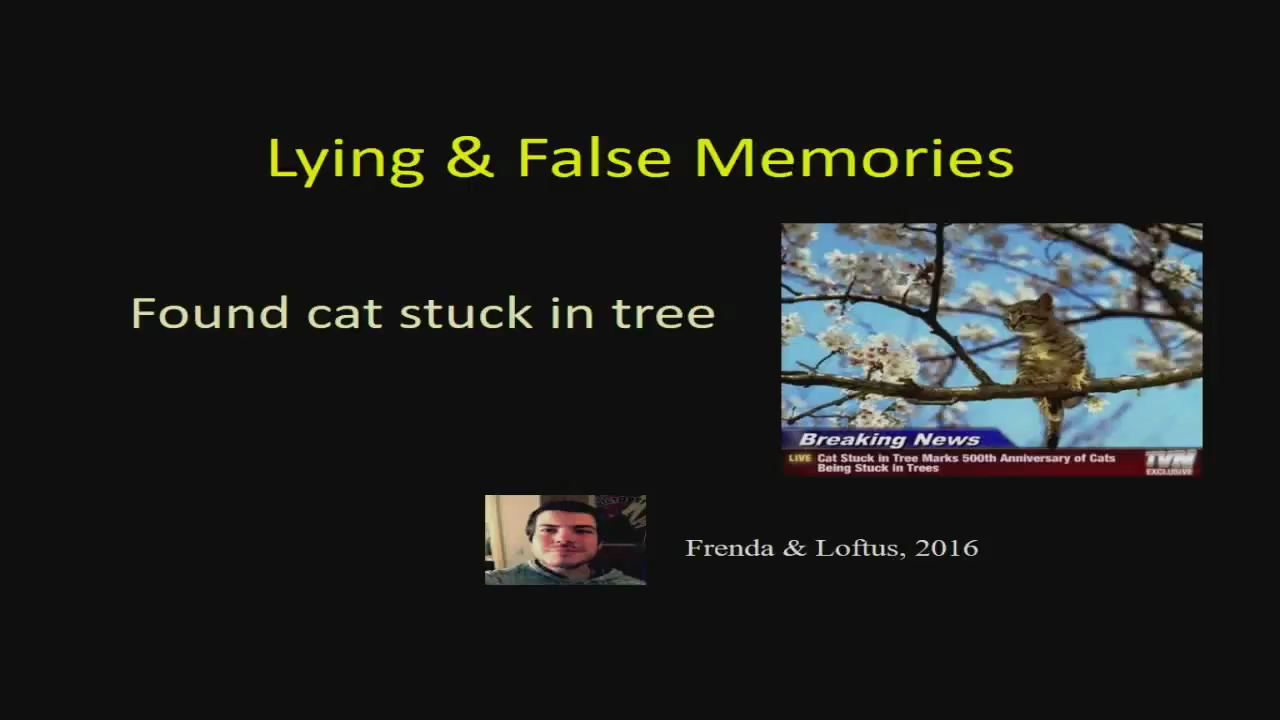 Lying & False Memories
Found cat stuck in tree
Breaking News
LIVE Cat Stuck in Tree Marks 500th Anniversary of Cats
Being Stuck in Trees
TVN
EXCLUSIVE
Frenda & Loftus, 2016